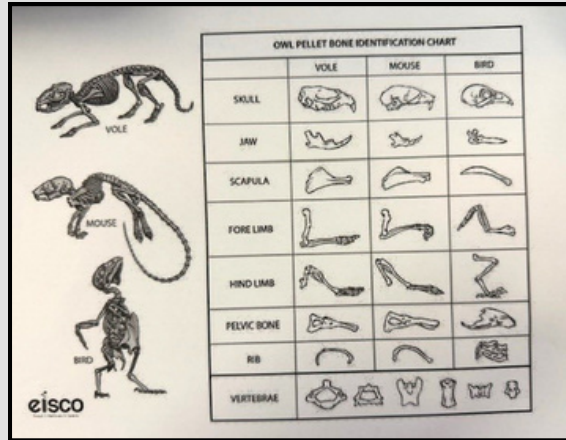 OWL PELLET BONE IDENTIFICATION CHART
VOLE MOUSE BIRD
SKULL
JAW
SCAPULA
FORE LIMB
HIND LIMB
PELVIC BONE
RIB
VERTEBRAE
VOLE
MOUSE
BIRD
eisco